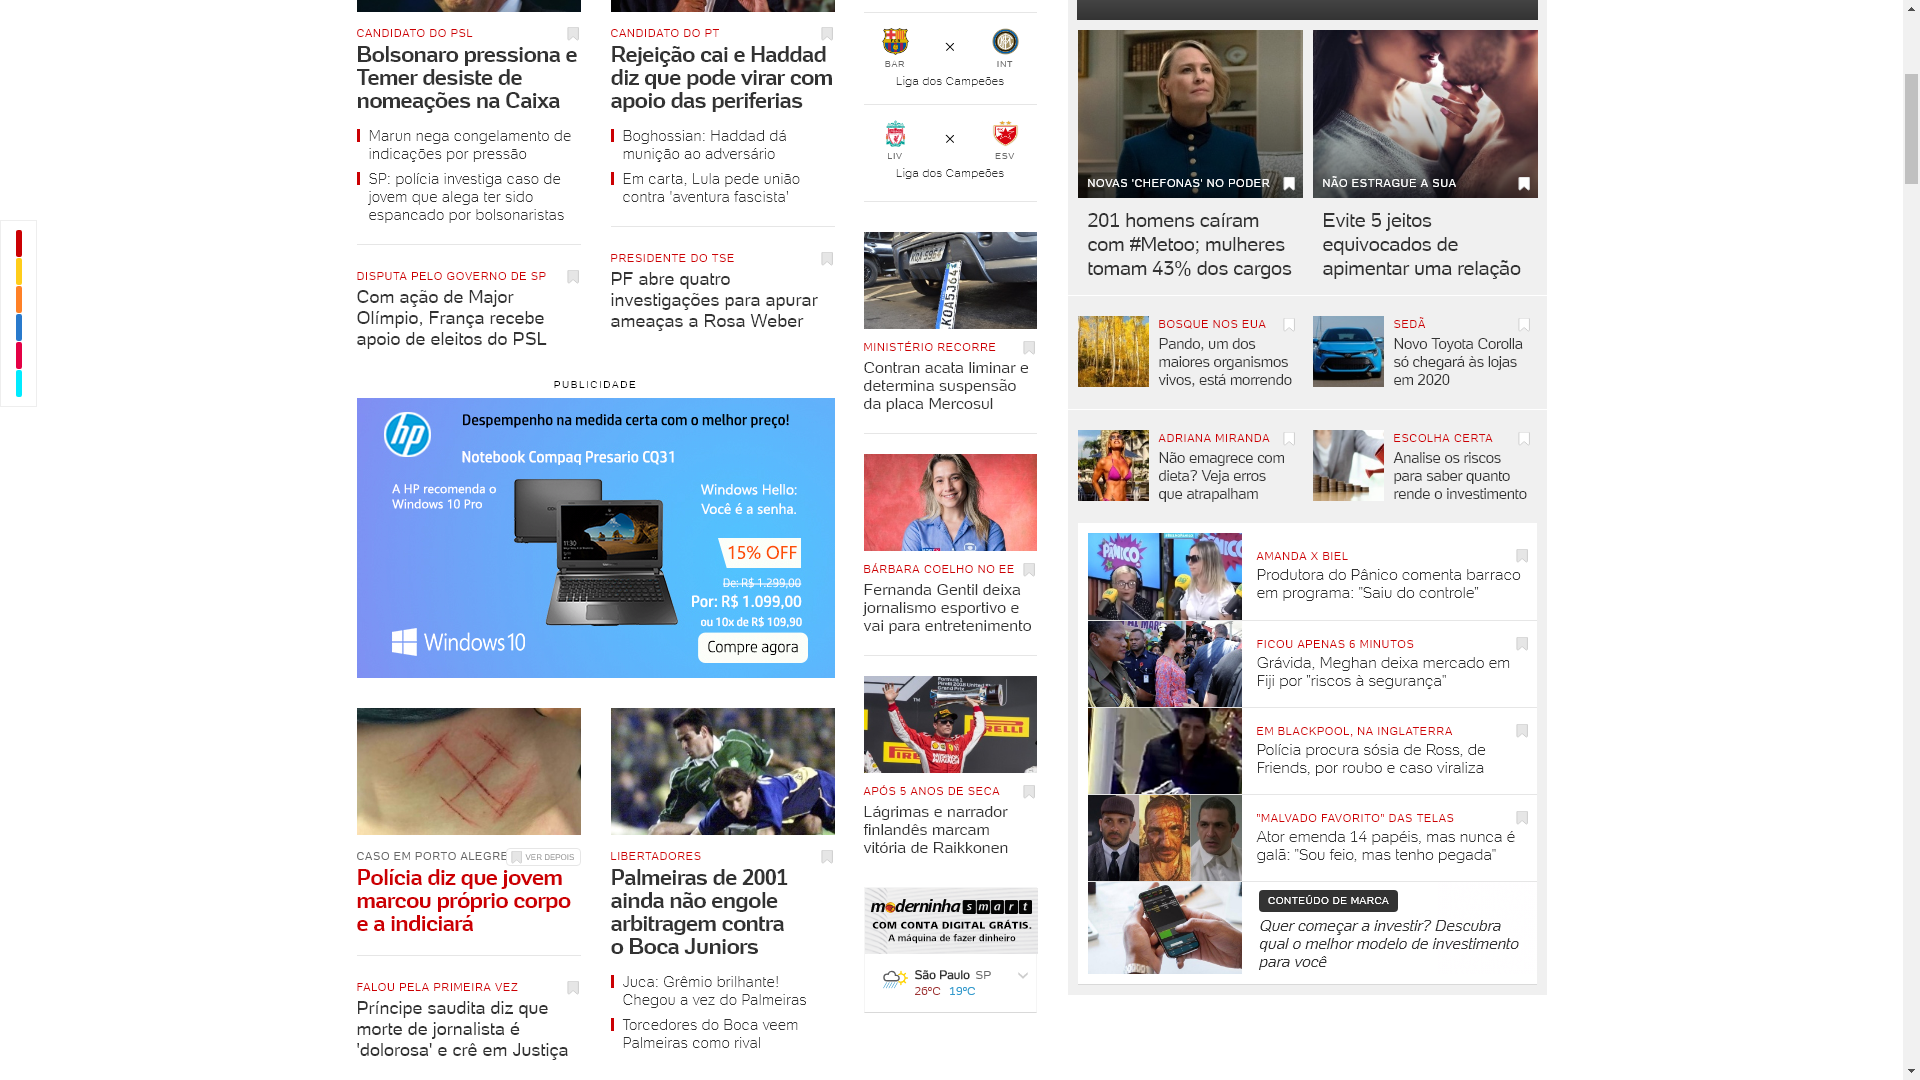 CANDIDATO DO PSL
Bolsonaro pressiona e
Temer desiste de
nomeações na Caixa
Marun nega congelamento de
indicações por pressão
SP: polícia investiga caso de
jovem que alega ter sido
espancado por bolsonaristas
DISPUTA PELO GOVERNO DE SP
Com ação de Major
Olímpio, França recebe
apoio de eleitos do PSL
CANDIDATO DO PT
Rejeição cai e Haddad
diz que pode virar com
apoio das periferias
Boghossian: Haddad dá
munição ao adversário
Em carta, Lula pede união
contra 'aventura fascista'
PRESIDENTE DO TSE
PF abre quatro
investigações para apurar
ameaças a Rosa Weber
PUBLICIDADE
hp
Despempenho na medida certa com o melhor preço!
Notebook Compaq Presario CQ31
A HP recomenda o
Windows 10 Pro
Windows Hello:
Você é a senha.
11:30
15% OFF
De: R$ 1.299,00
Por: R$ 1.099,00
ou 10x de R$ 109,90
Windows 10
Compre agora
CASO EM PORTO ALEGRE
VER DEPOIS
Polícia diz que jovem
marcou próprio corpo
e a indiciará
FALOU PELA PRIMEIRA VEZ
Príncipe saudita diz que
morte de jornalista é
'dolorosa' e crê em Justiça
LIBERTADORES
Palmeiras de 2001
ainda não engole
arbitragem contra
o Boca Juniors
Juca: Grêmio brilhante!
Chegou a vez do Palmeiras
Torcedores do Boca veem
Palmeiras como rival
BAR × INT
Liga dos Campeões
LIV × ESV
Liga dos Campeões
KOA5J64
MINISTÉRIO RECORRE
Contran acata liminar e
determina suspensão
da placa Mercosul
BÁRBARA COELHO NO EE
Fernanda Gentil deixa
jornalismo esportivo e
vai para entretenimento
PIRELLI
APÓS 5 ANOS DE SECA
Lágrimas e narrador
finlandês marcam
vitória de Raikkonen
moderninha smart
COM CONTA DIGITAL GRÁTIS.
A máquina de fazer dinheiro
São Paulo SP
26ºC 19ºC
NOVAS 'CHEFONAS' NO PODER
201 homens caíram
com #Metoo; mulheres
tomam 43% dos cargos
NÃO ESTRAGUE A SUA
Evite 5 jeitos
equivocados de
apimentar uma relação
BOSQUE NOS EUA
Pando, um dos
maiores organismos
vivos, está morrendo
SEDÃ
Novo Toyota Corolla
só chegará às lojas
em 2020
ADRIANA MIRANDA
Não emagrece com
dieta? Veja erros
que atrapalham
ESCOLHA CERTA
Analise os riscos
para saber quanto
rende o investimento
PÂNICO
AMANDA X BIEL
Produtora do Pânico comenta barraco
em programa: "Saiu do controle"
FICOU APENAS 6 MINUTOS
Grávida, Meghan deixa mercado em
Fiji por "riscos à segurança"
EM BLACKPOOL, NA INGLATERRA
Polícia procura sósia de Ross, de
Friends, por roubo e caso viraliza
"MALVADO FAVORITO" DAS TELAS
Ator emenda 14 papéis, mas nunca é
galã: "Sou feio, mas tenho pegada"
CONTEÚDO DE MARCA
Quer começar a investir? Descubra
qual o melhor modelo de investimento
para você